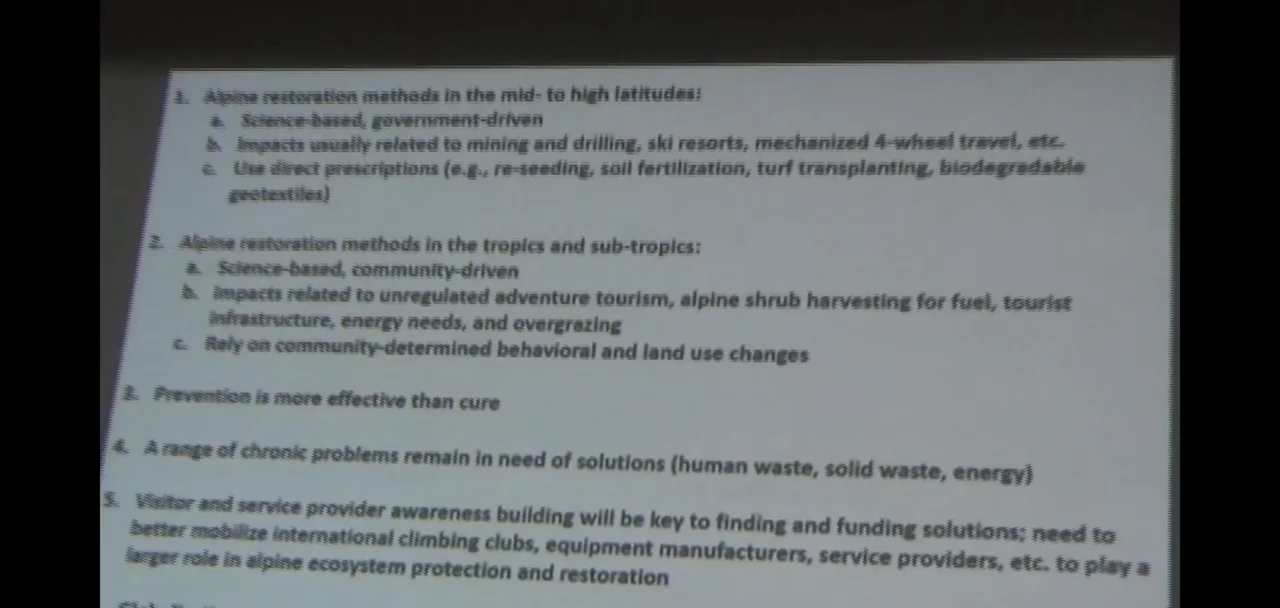 1. Alpine restoration methods in the mid- to high latitudes:
a. Science-based, government-driven
b. Impacts usually related to mining and drilling, ski resorts, mechanized 4-wheel travel, etc.
c. Use direct prescriptions (e.g., re-seeding, soil fertilization, turf transplanting, biodegradable
geotextiles)
2. Alpine restoration methods in the tropics and sub-tropics:
a. Science-based, community-driven
b. Impacts related to unregulated adventure tourism, alpine shrub harvesting for fuel, tourist
infrastructure, energy needs, and overgrazing
c. Rely on community-determined behavioral and land use changes
3. Prevention is more effective than cure
4. A range of chronic problems remain in need of solutions (human waste, solid waste, energy)
5. Visitor and service provider awareness building will be key to finding and funding solutions; need to
better mobilize international climbing clubs, equipment manufacturers, service providers, etc. to play a
larger role in alpine ecosystem protection and restoration